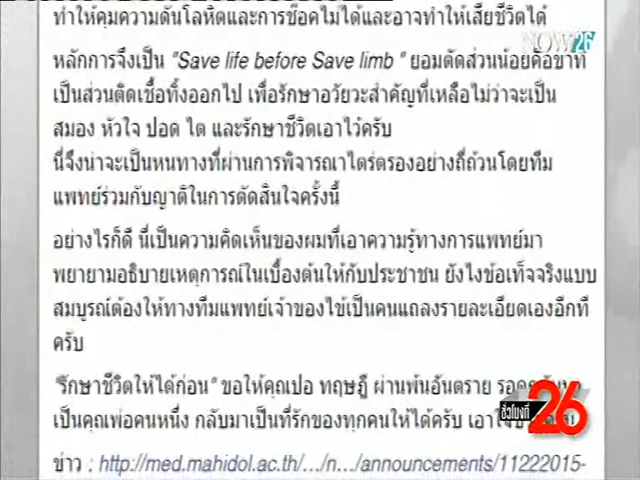 ทำให้คุมความดันโลหิตและการช็อคไม่ได้และอาจทำให้เสียชีวิตได้
NOW26
หลักการจึงเป็น "Save life before Save limb " ยอมตัดส่วนน้อยคือขาที่
เป็นส่วนติดเชื้อทิ้งออกไป เพื่อรักษาอวัยวะสำคัญที่เหลือไม่ว่าจะเป็น
สมอง หัวใจ ปอด ไต และรักษาชีวิตเอาไว้ครับ
นี่จึงน่าจะเป็นหนทางที่ผ่านการพิจารณาไตร่ตรองอย่างถี่ถ้วนโดยทีม
แพทย์ร่วมกับญาติในการตัดสินใจครั้งนี้
อย่างไรก็ดี นี่เป็นความคิดเห็นของผมที่เอาความรู้ทางการแพทย์มา
พยายามอธิบายเหตุการณ์ในเบื้องต้นให้กับประชาชน ยังไงข้อเท็จจริงแบบ
สมบูรณ์ต้องให้ทางทีมแพทย์เจ้าของไข้เป็นคนแถลงรายละเอียดเองอีกที
ครับ
"รักษาชีวิตให้ได้ก่อน" ขอให้คุณปอ ทฤษฎี ผ่านพ้นอันตราย
เป็นคุณพ่อคนหนึ่ง กลับมาเป็นที่รักของทุกคนให้ได้ครับ
ชั่วโมงที่ 26
ข่าว : http://med.mahidol.ac.th/.../n.../announcements/11222015-